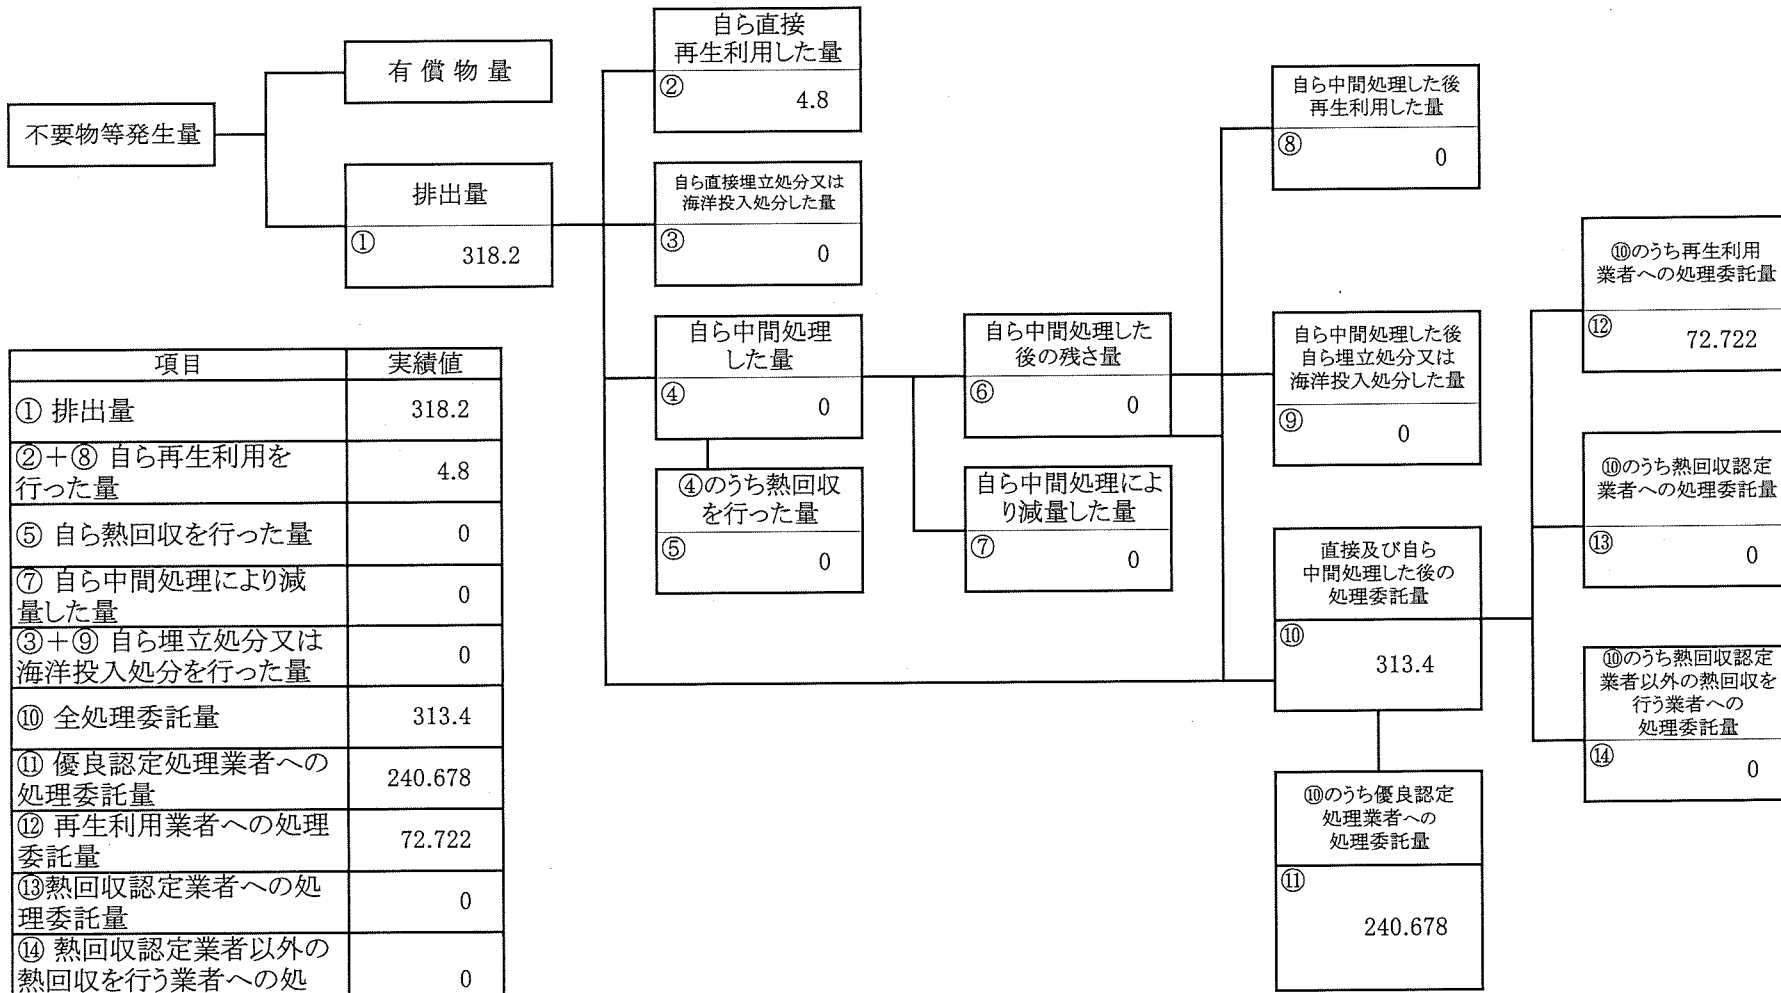 不要物等発生量
有償物量
排出量
①
318.2
自ら直接
再生利用した量
②
4.8
自ら直接埋立処分又は
海洋投入処分した量
③
0
自ら中間処理
した量
④
0
④のうち熱回収
を行った量
⑤
0
自ら中間処理した
後の残さ量
⑥
0
自ら中間処理によ
り減量した量
⑦
0
自ら中間処理した後
再生利用した量
⑧
0
自ら中間処理した後
自ら埋立処分又は
海洋投入処分した量
⑨
0
直接及び自ら
中間処理した後の
処理委託量
⑩
313.4
⑩のうち優良認定
処理業者への
処理委託量
⑪
240.678
⑩のうち再生利用
業者への処理委託量
⑫
72.722
⑩のうち熱回収認定
業者への処理委託量
⑬
0
⑩のうち熱回収認定
業者以外の熱回収を
行う業者への
処理委託量
⑭
0
項目 実績値
① 排出量 318.2
②+⑧ 自ら再生利用を
行った量 4.8
⑤ 自ら熱回収を行った量 0
⑦ 自ら中間処理により減
量した量 0
③+⑨ 自ら埋立処分又は
海洋投入処分を行った量 0
⑩ 全処理委託量 313.4
⑪ 優良認定処理業者への
処理委託量 240.678
⑫ 再生利用業者への処理
委託量 72.722
⑬熱回収認定業者への処
理委託量 0
⑭ 熱回収認定業者以外の
熱回収を行う業者への処 0